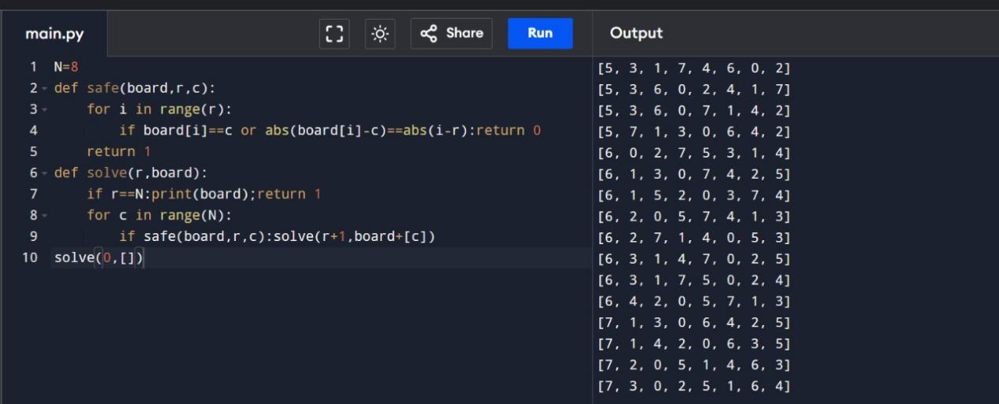 main.py
Share
Run
Output
1 N=8
2 def safe(board,r,c):
3     for i in range(r):
4         if board[i]==c or abs(board[i]-c)==abs(i-r):return 0
5     return 1
6 def solve(r,board):
7     if r==N:print(board);return 1
8     for c in range(N):
9         if safe(board,r,c):solve(r+1,board+[c])
10 solve(0,[])
[5, 3, 1, 7, 4, 6, 0, 2]
[5, 3, 6, 0, 2, 4, 1, 7]
[5, 3, 6, 0, 7, 1, 4, 2]
[5, 7, 1, 3, 0, 6, 4, 2]
[6, 0, 2, 7, 5, 3, 1, 4]
[6, 1, 3, 0, 7, 4, 2, 5]
[6, 1, 5, 2, 0, 3, 7, 4]
[6, 2, 0, 5, 7, 4, 1, 3]
[6, 2, 7, 1, 4, 0, 5, 3]
[6, 3, 1, 4, 7, 0, 2, 5]
[6, 3, 1, 7, 5, 0, 2, 4]
[6, 4, 2, 0, 5, 7, 1, 3]
[7, 1, 3, 0, 6, 4, 2, 5]
[7, 1, 4, 2, 0, 6, 3, 5]
[7, 2, 0, 5, 1, 4, 6, 3]
[7, 3, 0, 2, 5, 1, 6, 4]